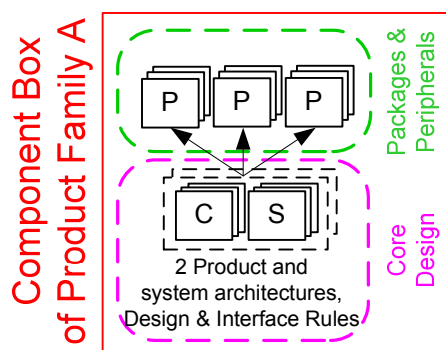 Component Box
of Product Family A
P P P
Packages &
Peripherals
C S
2 Product and
system architectures,
Design & Interface Rules
Core
Design